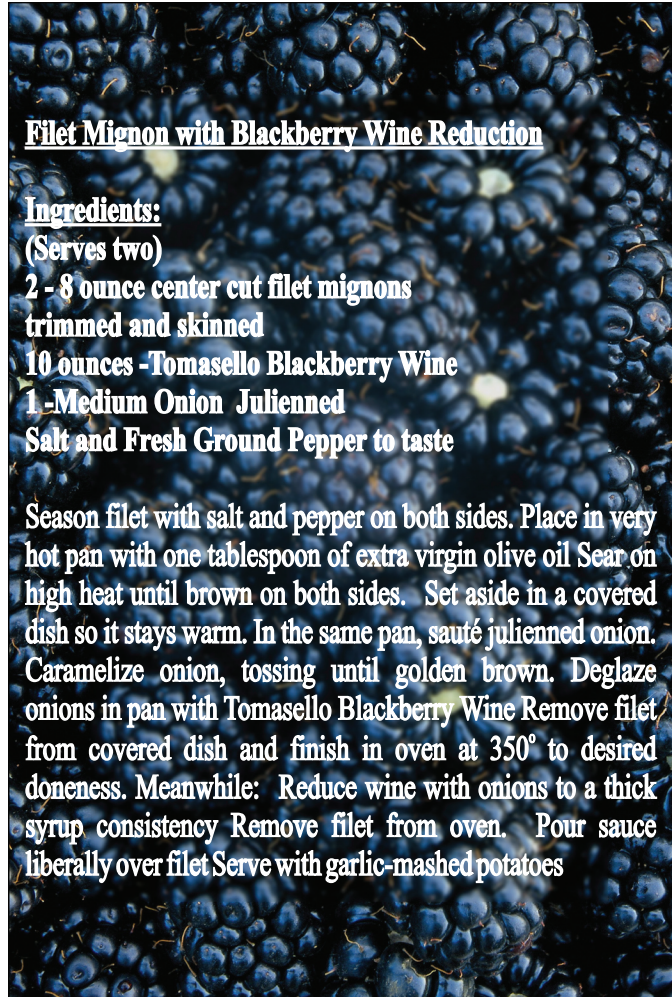 Filet Mignon with Blackberry Wine Reduction
Ingredients:
(Serves two)
2 - 8 ounce center cut filet mignons
trimmed and skinned
10 ounces -Tomasello Blackberry Wine
1 -Medium Onion  Julienned
Salt and Fresh Ground Pepper to taste
Season filet with salt and pepper on both sides. Place in very
hot pan with one tablespoon of extra virgin olive oil Sear on
high heat until brown on both sides.  Set aside in a covered
dish so it stays warm. In the same pan, sauté julienned onion.
Caramelize onion, tossing until golden brown. Deglaze
onions in pan with Tomasello Blackberry Wine Remove filet
from covered dish and finish in oven at 350º to desired
doneness. Meanwhile:  Reduce wine with onions to a thick
syrup consistency Remove filet from oven.  Pour sauce
liberally over filet Serve with garlic-mashed potatoes